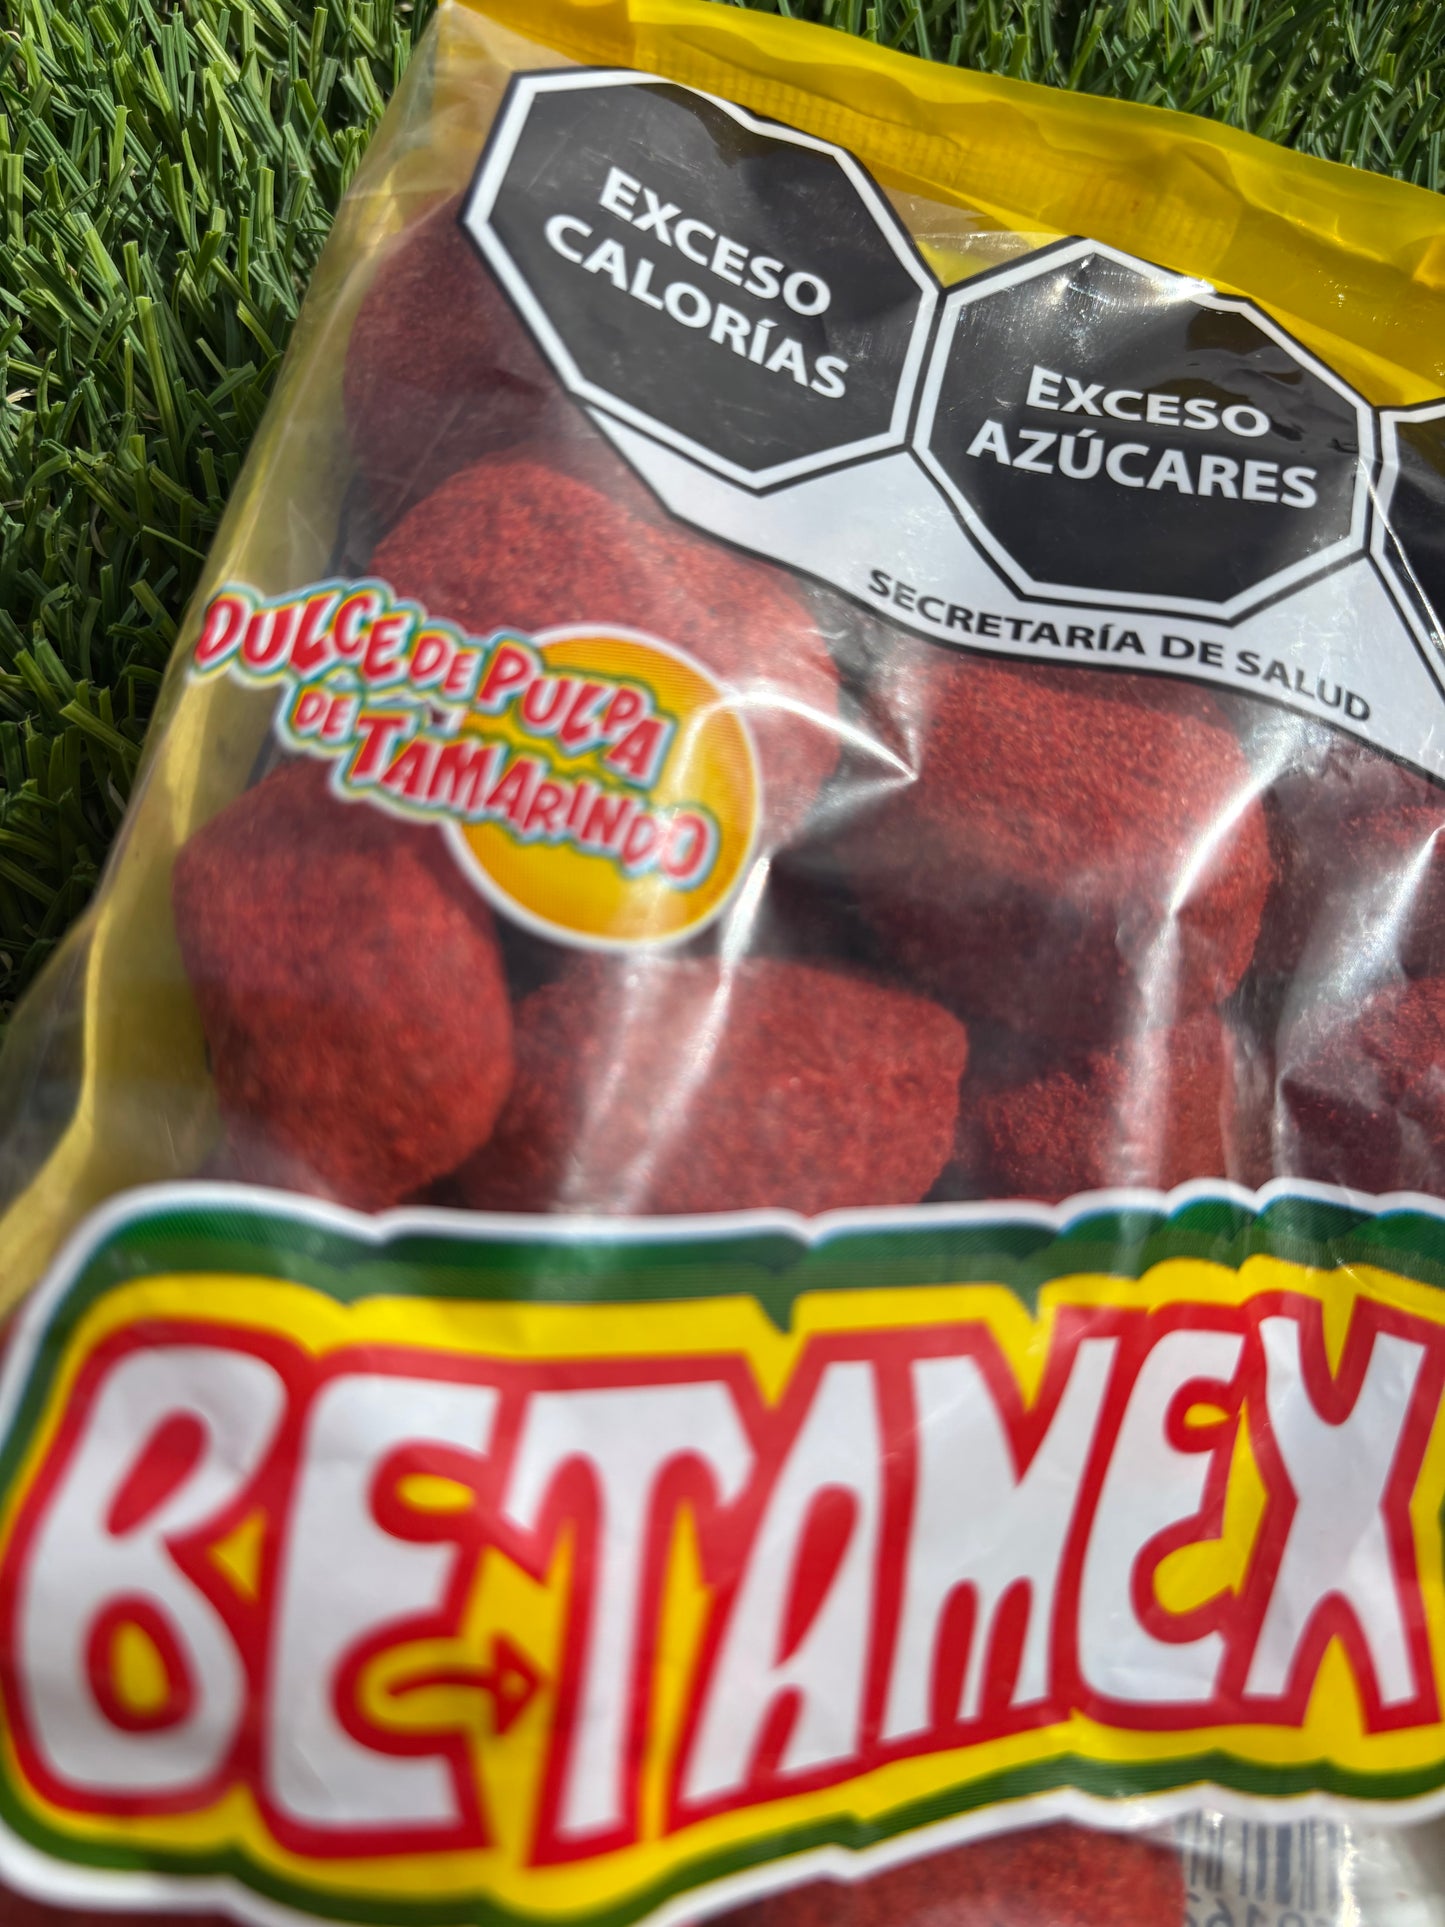 EXCESO
CALORÍAS
EXCESO
AZÚCARES
SECRETARÍA DE SALUD
DULCE DE PULPA
DE TAMARINDO
BETAMEX